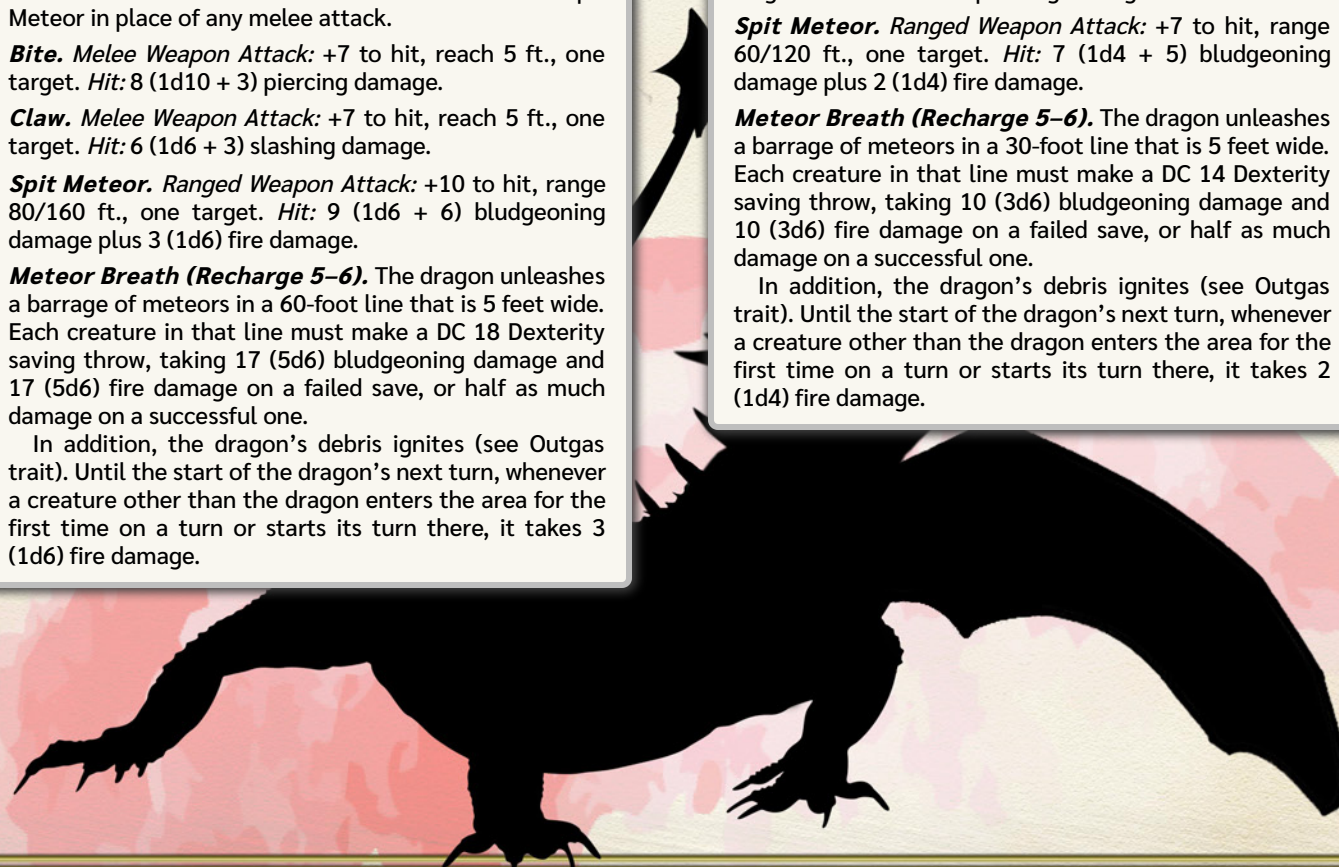 Meteor in place of any melee attack.
Bite. Melee Weapon Attack: +7 to hit, reach 5 ft., one
target. Hit: 8 (1d10 + 3) piercing damage.
Claw. Melee Weapon Attack: +7 to hit, reach 5 ft., one
target. Hit: 6 (1d6 + 3) slashing damage.
Spit Meteor. Ranged Weapon Attack: +10 to hit, range
80/160 ft., one target. Hit: 9 (1d6 + 6) bludgeoning
damage plus 3 (1d6) fire damage.
Meteor Breath (Recharge 5–6). The dragon unleashes
a barrage of meteors in a 60-foot line that is 5 feet wide.
Each creature in that line must make a DC 18 Dexterity
saving throw, taking 17 (5d6) bludgeoning damage and
17 (5d6) fire damage on a failed save, or half as much
damage on a successful one.
In addition, the dragon’s debris ignites (see Outgas
trait). Until the start of the dragon’s next turn, whenever
a creature other than the dragon enters the area for the
first time on a turn or starts its turn there, it takes 3
(1d6) fire damage.
Spit Meteor. Ranged Weapon Attack: +7 to hit, range
60/120 ft., one target. Hit: 7 (1d4 + 5) bludgeoning
damage plus 2 (1d4) fire damage.
Meteor Breath (Recharge 5–6). The dragon unleashes
a barrage of meteors in a 30-foot line that is 5 feet wide.
Each creature in that line must make a DC 14 Dexterity
saving throw, taking 10 (3d6) bludgeoning damage and
10 (3d6) fire damage on a failed save, or half as much
damage on a successful one.
In addition, the dragon’s debris ignites (see Outgas
trait). Until the start of the dragon’s next turn, whenever
a creature other than the dragon enters the area for the
first time on a turn or starts its turn there, it takes 2
(1d4) fire damage.